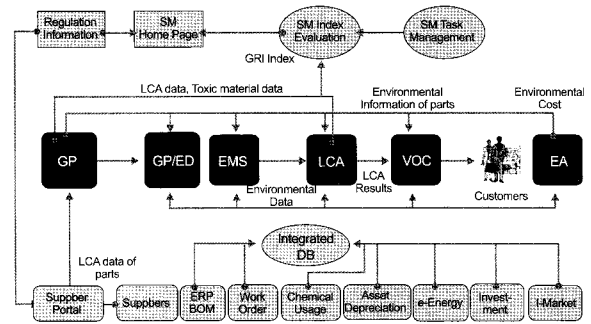 Regulation
Information
SM
Home Page
SM Index
Evaluation
SM Task
Management
GRI Index
LCA data, Toxic material data
Environmental
Information of parts
Environmental
Cost
GP
GP/ED
EMS
LCA
VOC
EA
LCA
Results
Customers
Environmental
Data
Integrated
DB
LCA data of
parts
Suppber
Portal
Suppbers
ERP
BOM
Work
Order
Chemical
Usage
Asset
Depreciation
e-Energy
Invest-
ment
I-Market